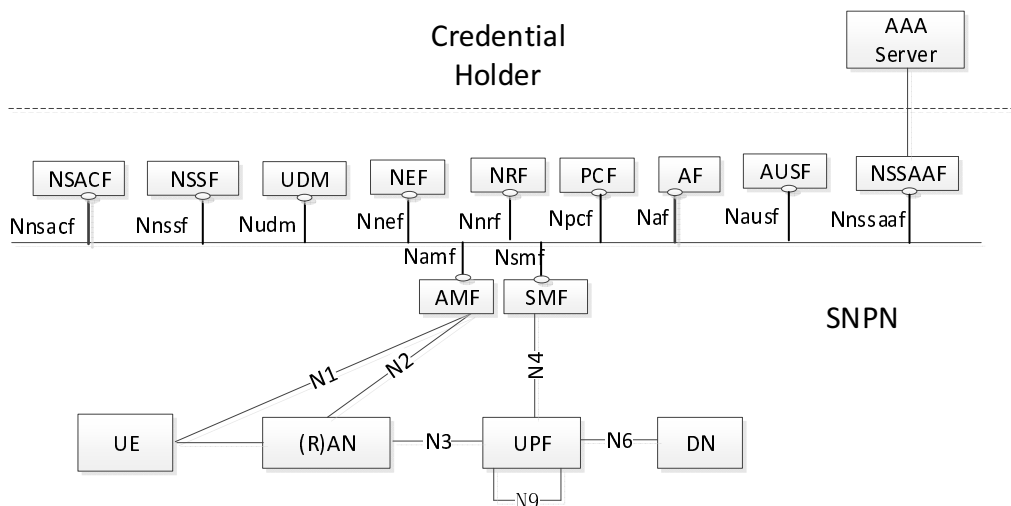 Credential
Holder
AAA
Server
NSACF
NSSF
UDM
NEF
NRF
PCF
AF
AUSF
NSSAAF
Nnsacf
Nnssf
Nudm
Nnef
Nnrf
Npcf
Naf
Nausf
Nnssaaf
Namf
Nsmf
AMF
SMF
SNPN
N1
N2
N4
UE
(R)AN
N3
UPF
N6
DN
N9